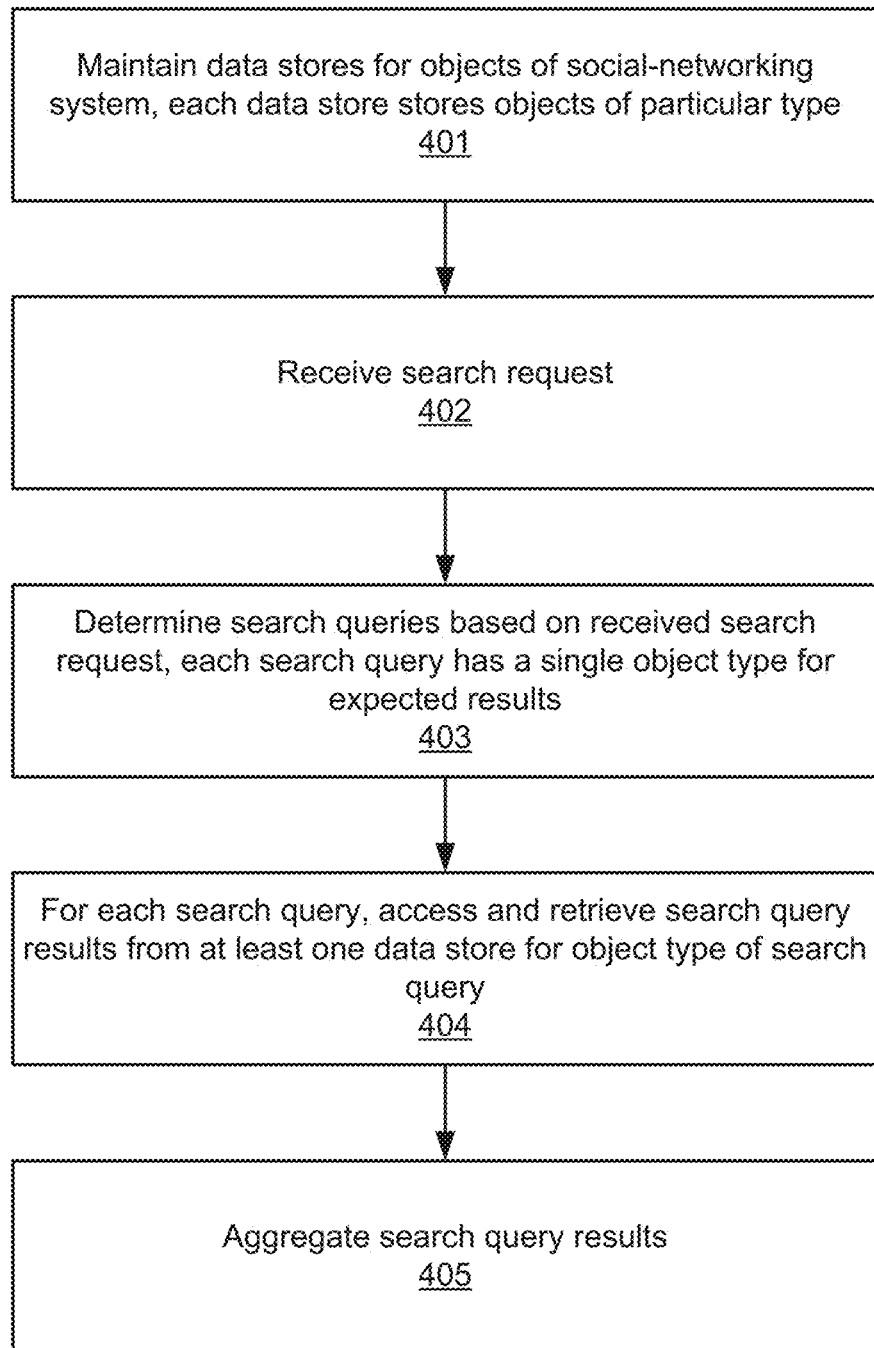 Maintain data stores for objects of social-networking
system, each data store stores objects of particular type
401
Receive search request
402
Determine search queries based on received search
request, each search query has a single object type for
expected results
403
For each search query, access and retrieve search query
results from at least one data store for object type of search
query
404
Aggregate search query results
405